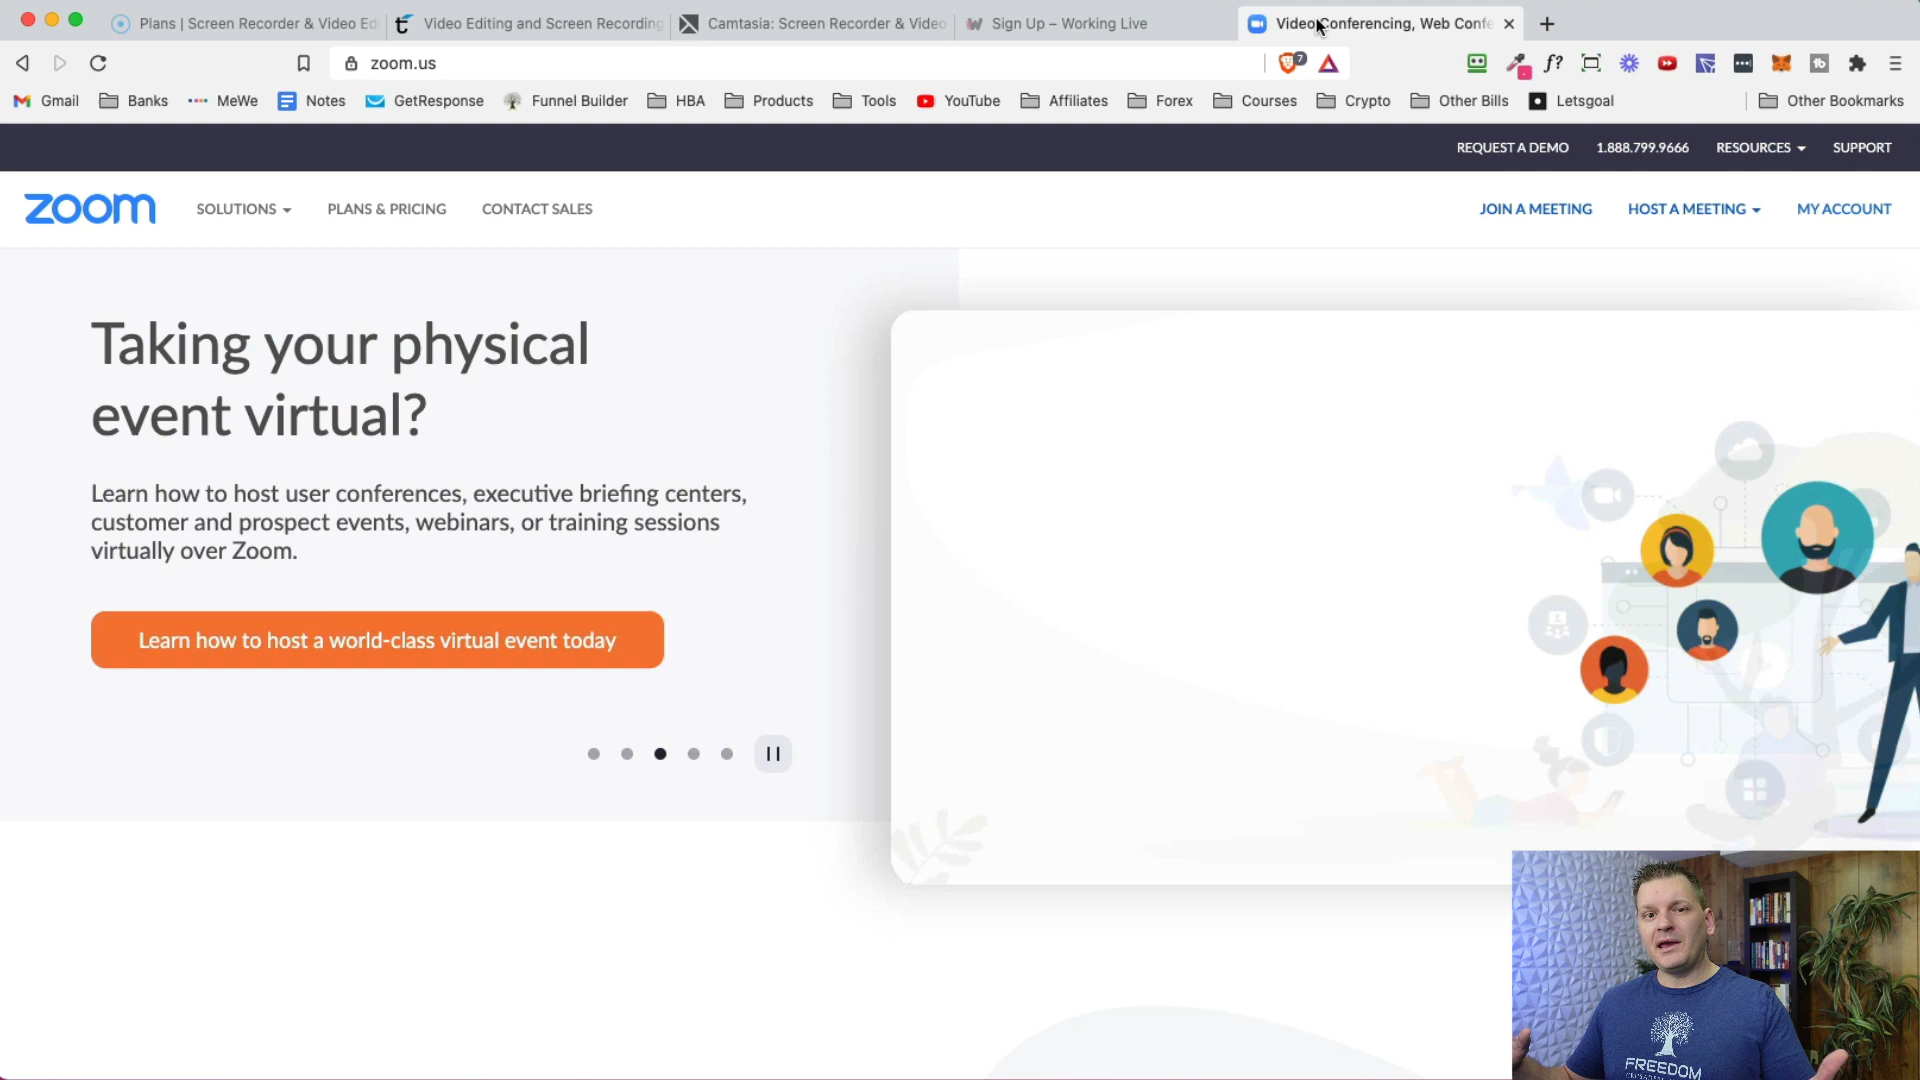 Plans | Screen Recorder & Video Ed
Video Editing and Screen Recording
Camtasia: Screen Recorder & Video
Sign Up – Working Live
Video Conferencing, Web Confe
zoom.us
7
f?
Gmail
Banks
MeWe
Notes
GetResponse
Funnel Builder
HBA
Products
Tools
YouTube
Affiliates
Forex
Courses
Crypto
Other Bills
Letsgoal
Other Bookmarks
REQUEST A DEMO
1.888.799.9666
RESOURCES
SUPPORT
zoom
SOLUTIONS
PLANS & PRICING
CONTACT SALES
JOIN A MEETING
HOST A MEETING
MY ACCOUNT
Taking your physical
event virtual?
Learn how to host user conferences, executive briefing centers,
customer and prospect events, webinars, or training sessions
virtually over Zoom.
Learn how to host a world-class virtual event today
FREEDOM